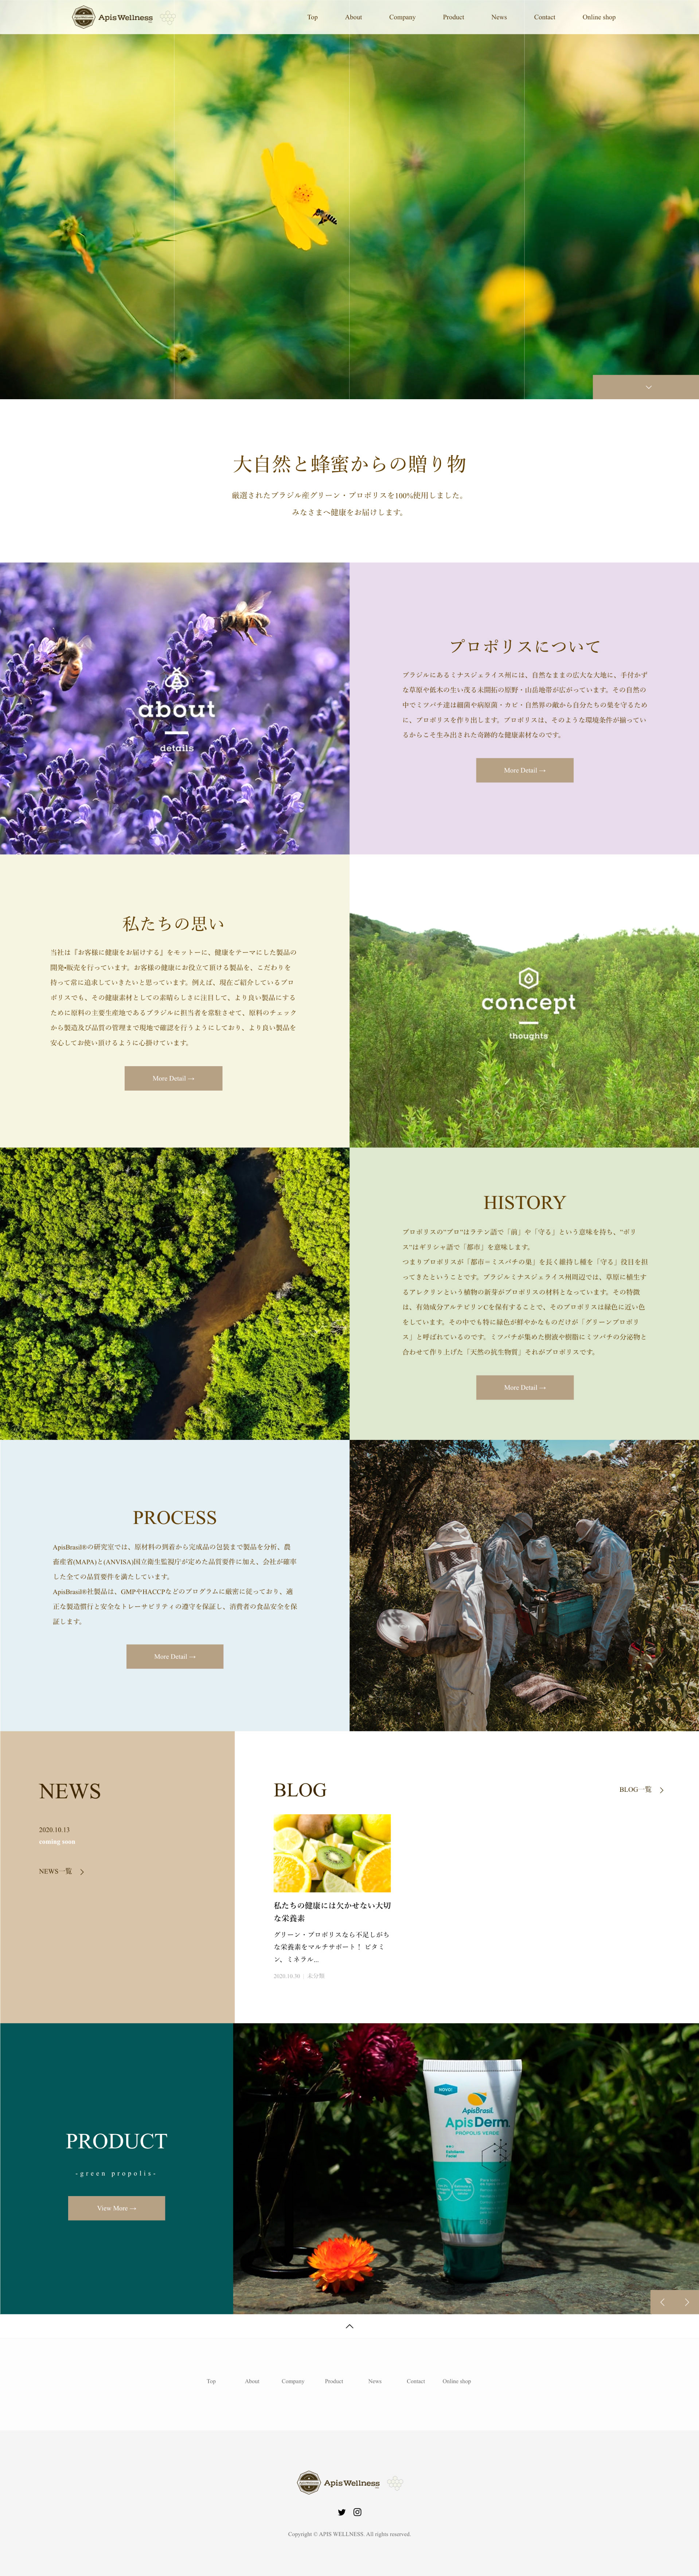 Apis Wellness
Top About Company Product News Contact Online shop
大自然と蜂蜜からの贈り物
厳選されたブラジル産グリーン・プロポリスを100%使用しました。
みなさまへ健康をお届けします。
about
details
プロポリスについて
ブラジルにあるミナスジェライス州には、自然なままの広大な大地に、手付かず
な草原や低木の生い茂る未開拓の原野・山岳地帯が広がっています。その自然の
中でミツバチ達は細菌や病原菌・カビ・自然界の敵から自分たちの巣を守るため
に、プロポリスを作り出します。プロポリスは、そのような環境条件が揃ってい
るからこそ生み出された奇跡的な健康素材なのです。
More Detail →
私たちの思い
当社は『お客様に健康をお届けする』をモットーに、健康をテーマにした製品の
開発•販売を行っています。お客様の健康にお役立て頂ける製品を、こだわりを
持って常に追求していきたいと思っています。例えば、現在ご紹介しているプロ
ポリスでも、その健康素材としての素晴らしさに注目して、より良い製品にする
ために原料の主要生産地であるブラジルに担当者を常駐させて、原料のチェック
から製造及び品質の管理まで現地で確認を行うようにしており、より良い製品を
安心してお使い頂けるように心掛けています。
More Detail →
concept
thoughts
HISTORY
プロポリスの"プロ"はラテン語で「前」や「守る」という意味を持ち、"ポリ
ス"はギリシャ語で「都市」を意味します。
つまりプロポリスが「都市＝ミスバチの巣」を長く維持し種を「守る」役目を担
ってきたということです。ブラジルミナスジェライス州周辺では、草原に植生す
るアレクリンという植物の新芽がプロポリスの材料となっています。その特徴
は、有効成分アルテピリンCを保有することで、そのプロポリスは緑色に近い色
をしています。その中でも特に緑色が鮮やかなものだけが「グリーンプロポリ
ス」と呼ばれているのです。ミツバチが集めた樹液や樹脂にミツバチの分泌物と
合わせて作り上げた「天然の抗生物質」それがプロポリスです。
More Detail →
PROCESS
ApisBrasil®の研究室では、原材料の到着から完成品の包装まで製品を分析、農
畜産省(MAPA)と(ANVISA)国立衛生監視庁が定めた品質要件に加え、会社が確率
した全ての品質要件を満たしています。
ApisBrasil®社製品は、GMPやHACCPなどのプログラムに厳密に従っており、適
正な製造慣行と安全なトレーサビリティの遵守を保証し、消費者の食品安全を保
証します。
More Detail →
NEWS
2020.10.13
coming soon
NEWS一覧
BLOG
BLOG一覧
私たちの健康には欠かせない大切
な栄養素
グリーン・プロポリスなら不足しがち
な栄養素をマルチサポート！ ビタミ
ン、ミネラル...
2020.10.30 | 未分類
PRODUCT
-green propolis-
View More →
NOVO!
ApisBrasil
ApisDerm
PRÓPOLIS VERDE
Top About Company Product News Contact Online shop
Apis Wellness
Copyright © APIS WELLNESS. All rights reserved.